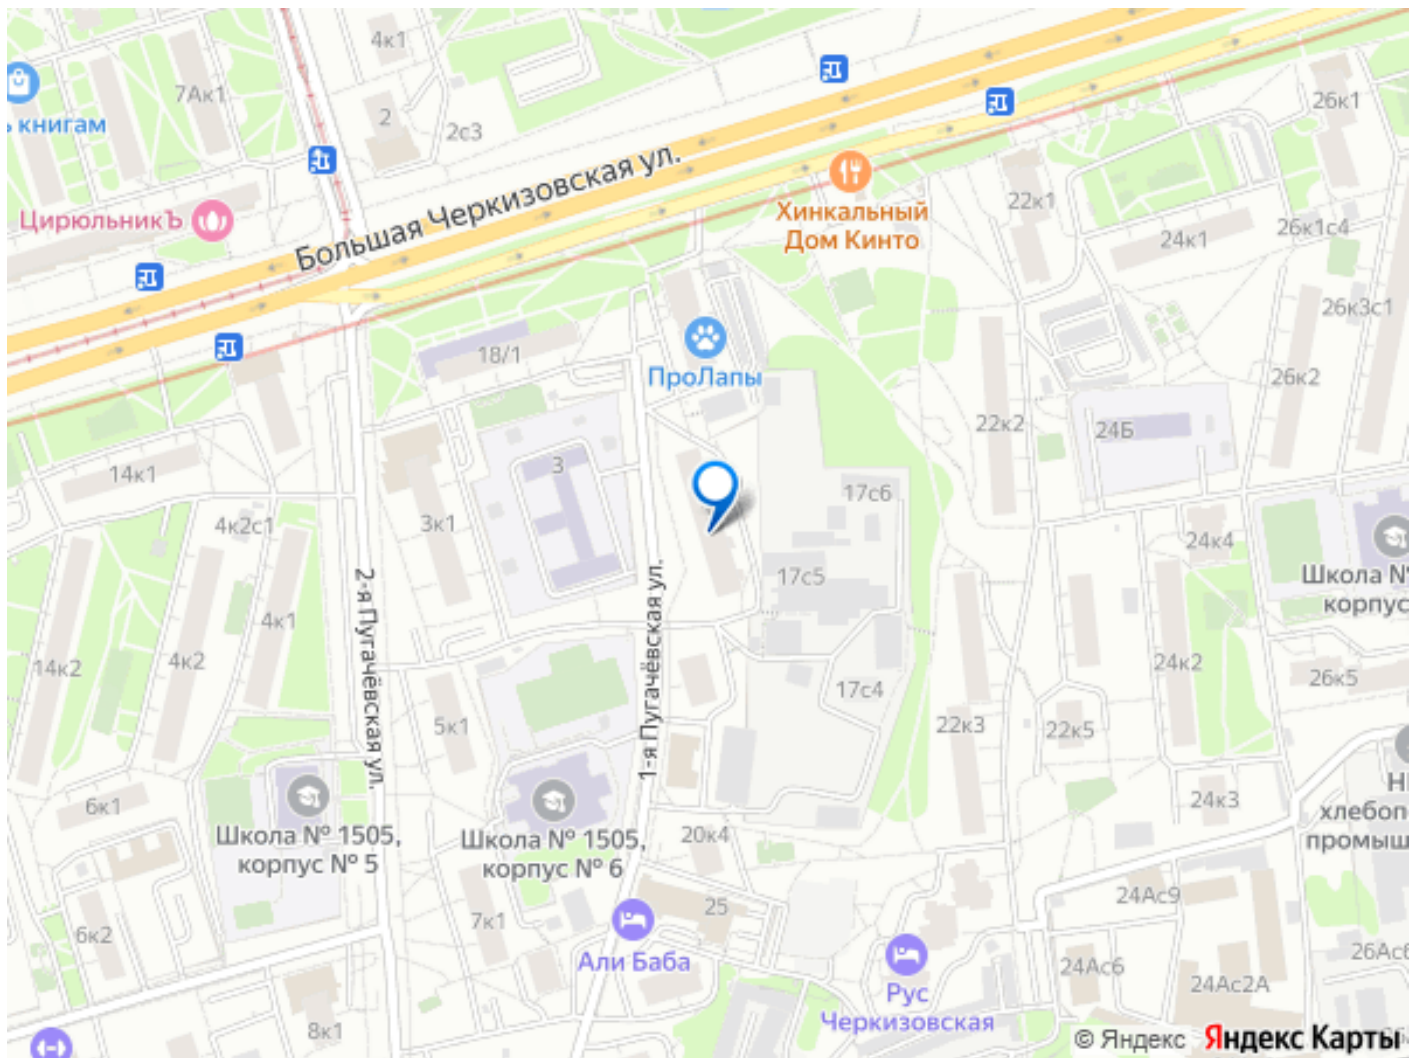 4к1
7Ак1
2
26к1
ь книгам
2с3
Большая Черкизовская ул.
22к1
ЦирюльникЪ
Хинкальный
Дом Кинто
24к1
26к1с4
26к3с1
18/1
ПроЛапы
26к2
22к2
24Б
14к1
3
17с6
4к2с1
3к1
24к4
17с5
Школа №
корпус
2-я Пугачёвская ул.
1-я Пугачёвская ул.
4к1
14к2
4к2
24к2
26к5
17с4
5к1
22к3
22к5
6к1
24к3
Н
хлебоп
промыш
Школа № 1505,
корпус № 5
Школа № 1505,
корпус № 6
20к4
24Ас9
25
7к1
6к2
Али Баба
24Ас6
26Ас6
24Ас2А
Рус
Черкизовская
8к1
© Яндекс Яндекс Карты